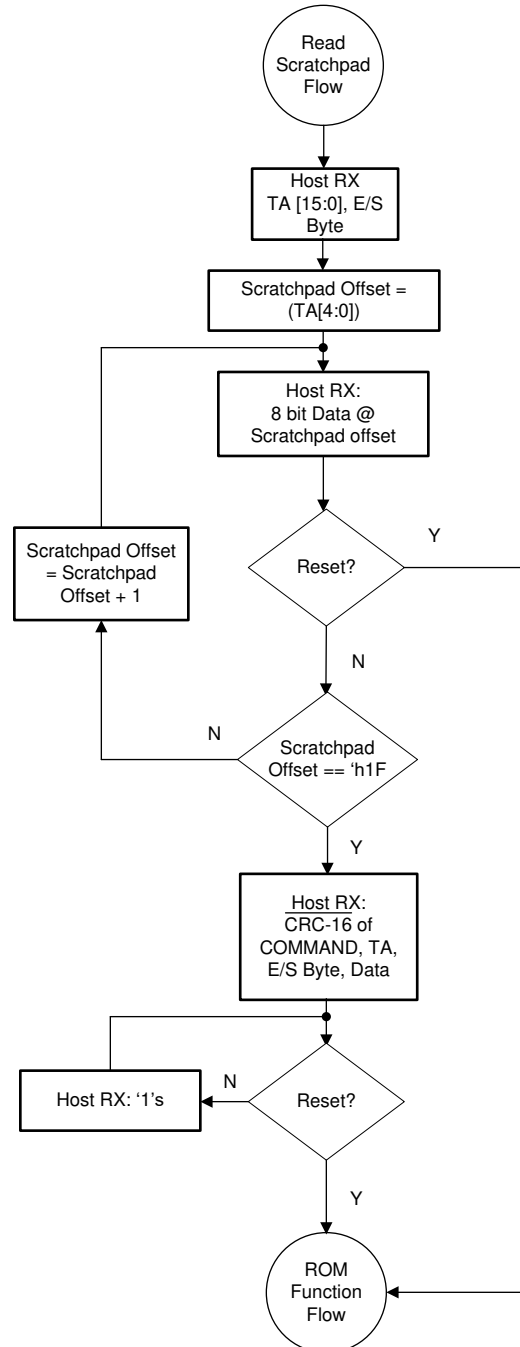 Read
Scratchpad
Flow
Host RX
TA [15:0], E/S
Byte
Scratchpad Offset =
(TA[4:0])
Host RX:
8 bit Data @
Scratchpad offset
Reset?
Y
Scratchpad Offset
= Scratchpad
Offset + 1
N
N
Scratchpad
Offset == ‘h1F
Y
Host RX:
CRC-16 of
COMMAND, TA,
E/S Byte, Data
Host RX: ‘1’s
N
Reset?
Y
ROM
Function
Flow